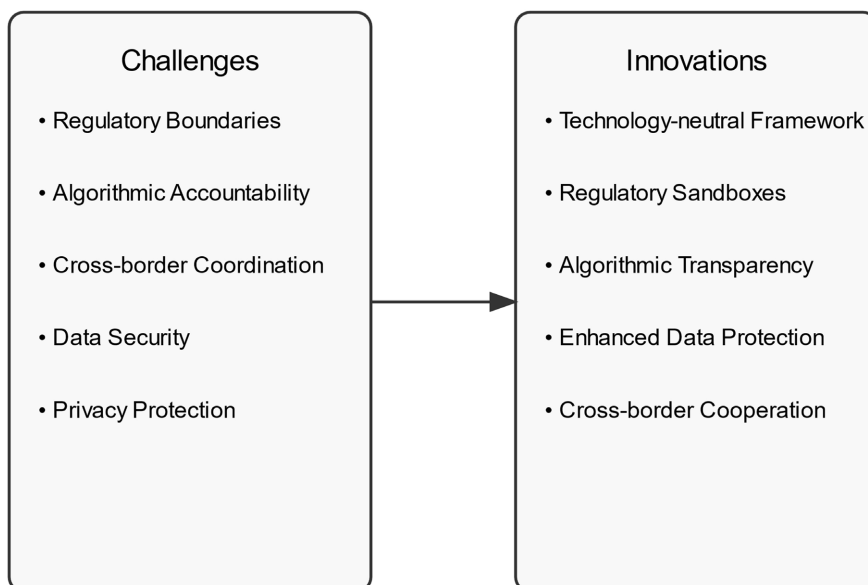 Challenges
• Regulatory Boundaries
• Algorithmic Accountability
• Cross-border Coordination
• Data Security
• Privacy Protection
Innovations
• Technology-neutral Framework
• Regulatory Sandboxes
• Algorithmic Transparency
• Enhanced Data Protection
• Cross-border Cooperation